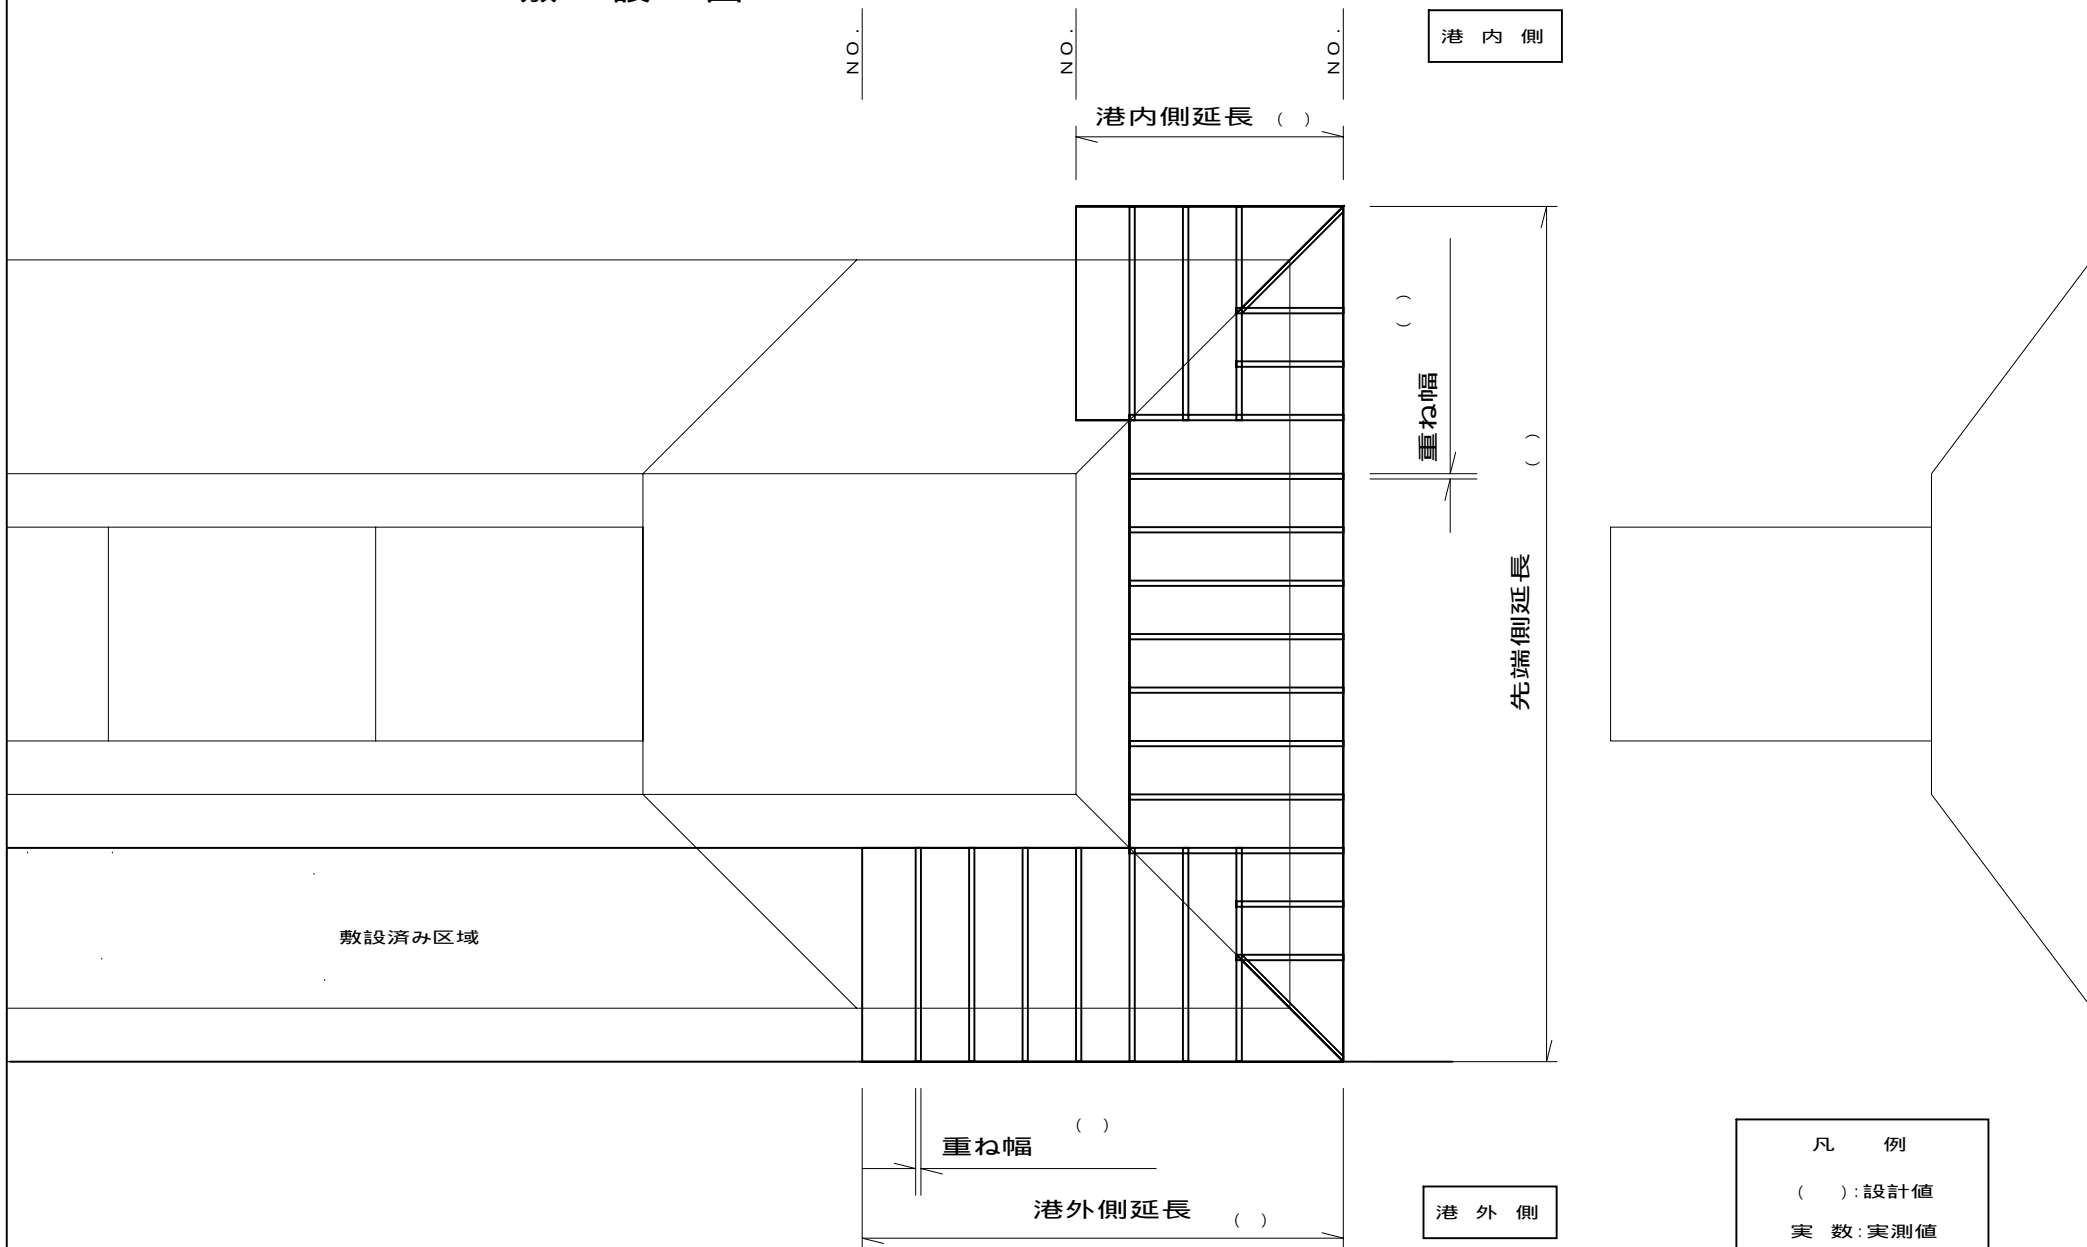 NO.
NO.
NO.
港 内 側
港内側延長 ( )
( )
重ね幅
( )
先端側延長
敷設済み区域
( )
重ね幅
港外側延長 ( )
港 外 側
凡 例
( ):設計値
実 数:実測値